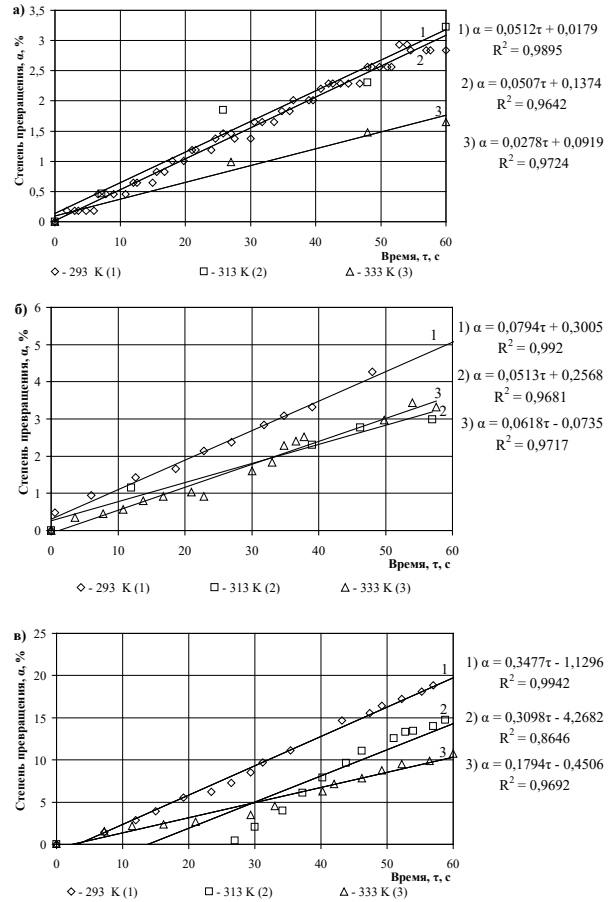 а)
Степень превращения, α, %
3,5
3
2,5
2
1,5
1
0,5
0
0 10 20 30 40 50 60
Время, τ, с
1
2
3
1) α = 0,0512τ + 0,0179
R² = 0,9895
2) α = 0,0507τ + 0,1374
R² = 0,9642
3) α = 0,0278τ + 0,0919
R² = 0,9724
- 293 K (1) - 313 K (2) - 333 K (3)
б)
Степень превращения, α, %
6
5
4
3
2
1
0
0 10 20 30 40 50 60
Время, τ, с
1
3
2
1) α = 0,0794τ + 0,3005
R² = 0,992
2) α = 0,0513τ + 0,2568
R² = 0,9681
3) α = 0,0618τ - 0,0735
R² = 0,9717
- 293 K (1) - 313 K (2) - 333 K (3)
в)
Степень превращения, α, %
25
20
15
10
5
0
0 10 20 30 40 50 60
Время, τ, с
1
2
3
1) α = 0,3477τ - 1,1296
R² = 0,9942
2) α = 0,3098τ - 4,2682
R² = 0,8646
3) α = 0,1794τ - 0,4506
R² = 0,9692
- 293 K (1) - 313 K (2) - 333 K (3)